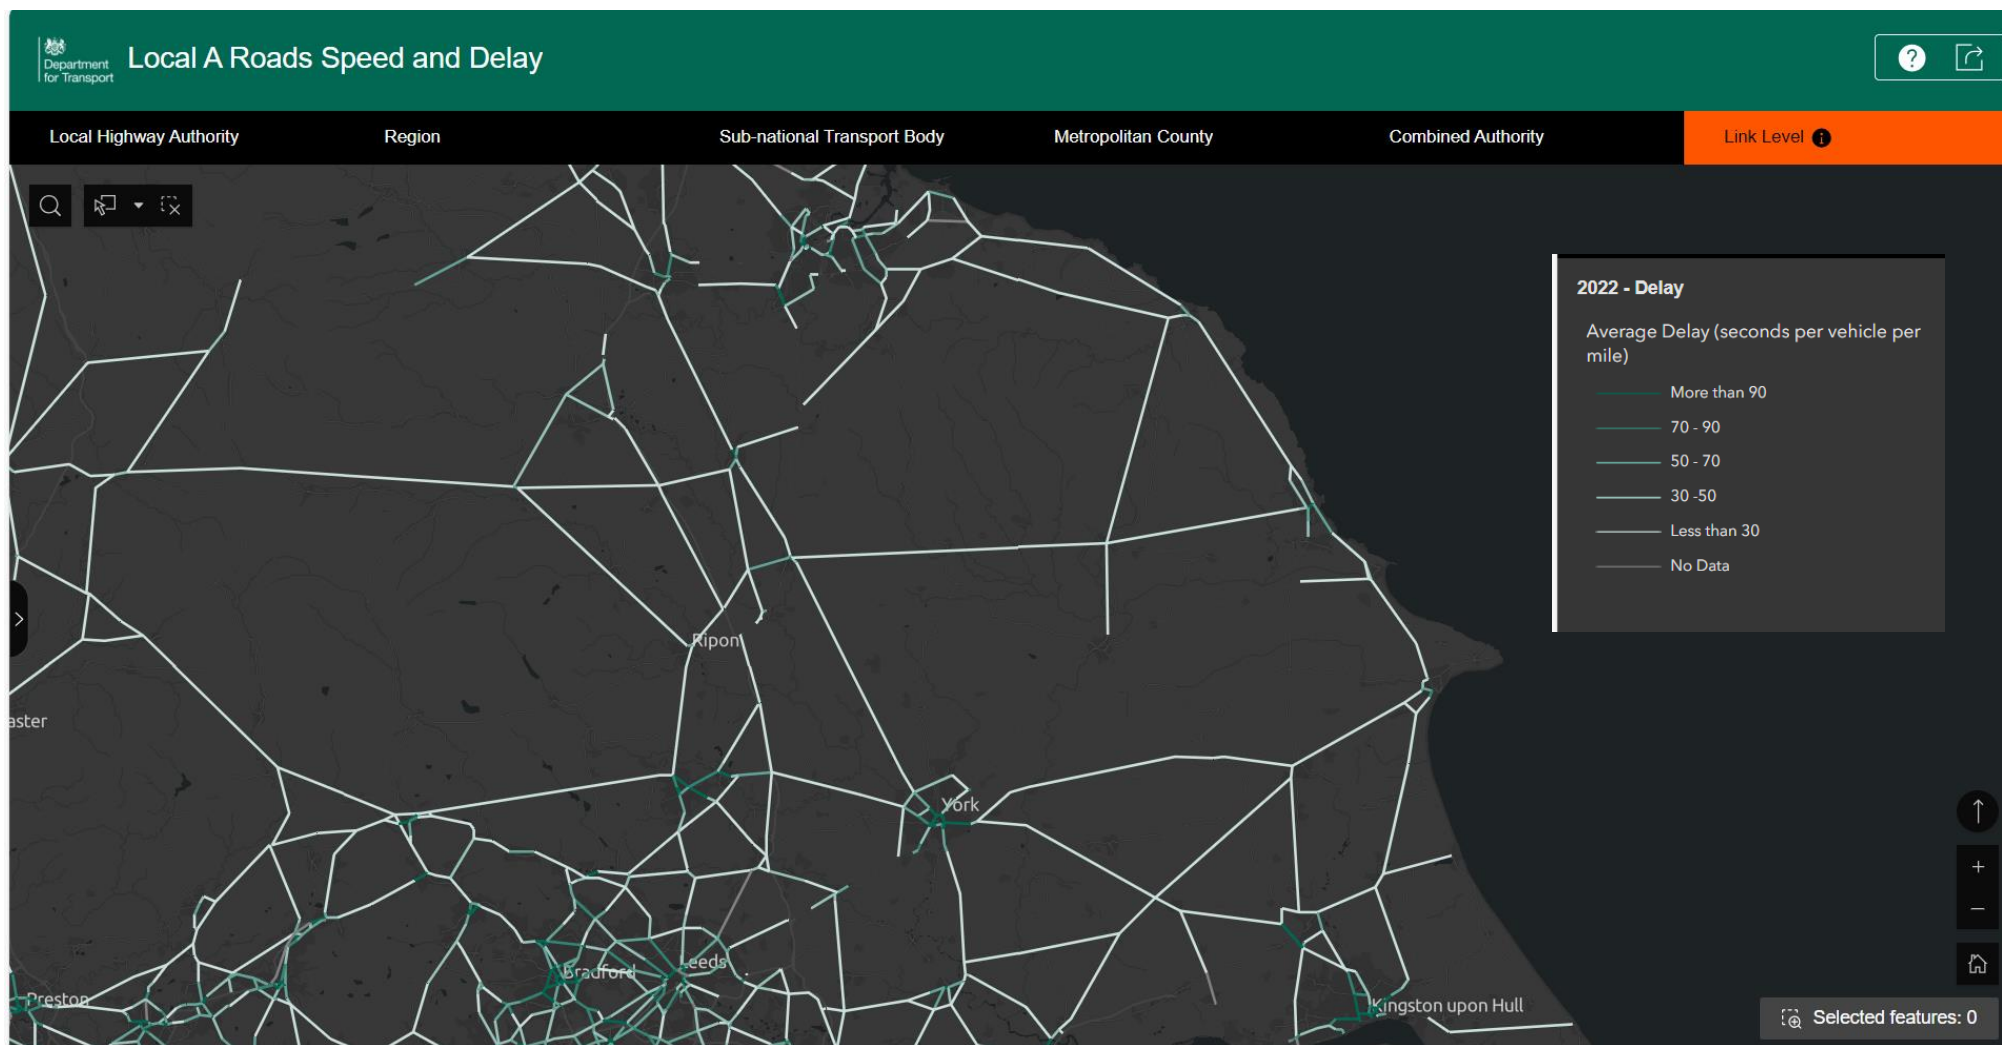 Department
for Transport
Local A Roads Speed and Delay
Local Highway Authority
Region
Sub-national Transport Body
Metropolitan County
Combined Authority
Link Level
2022 - Delay
Average Delay (seconds per vehicle per
mile)
More than 90
70 - 90
50 - 70
30 -50
Less than 30
No Data
Ripon
aster
York
Leeds
Bradford
Preston
Kingston upon Hull
Selected features: 0